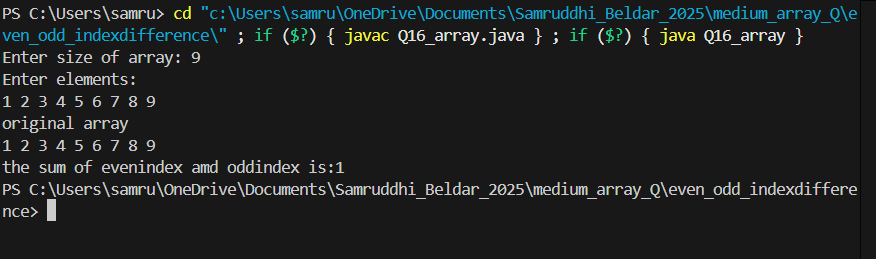 PS C:\Users\samru> cd "c:\Users\samru\OneDrive\Documents\Samruddhi_Beldar_2025\medium_array_Q\e
ven_odd_indexdifference\" ; if ($?) { javac Q16_array.java } ; if ($?) { java Q16_array }
Enter size of array: 9
Enter elements:
1 2 3 4 5 6 7 8 9
original array
1 2 3 4 5 6 7 8 9
the sum of evenindex amd oddindex is:1
PS C:\Users\samru\OneDrive\Documents\Samruddhi_Beldar_2025\medium_array_Q\even_odd_indexdiffere
nce>